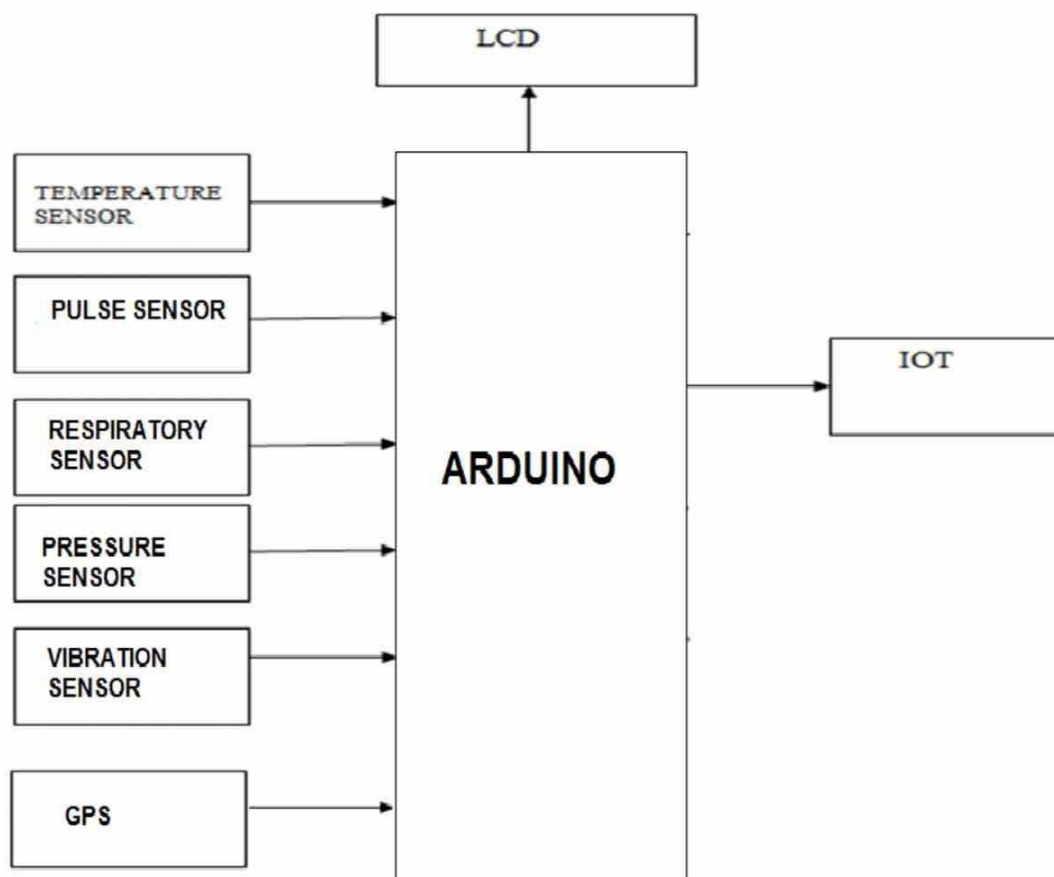 LCD
TEMPERATURE
SENSOR
PULSE SENSOR
RESPIRATORY
SENSOR
PRESSURE
SENSOR
VIBRATION
SENSOR
GPS
ARDUINO
IOT